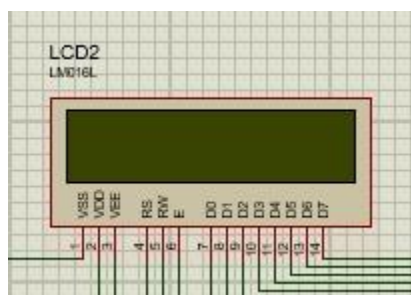 LCD2
LM016L
VSS VDD VEE RS RW E D0 D1 D2 D3 D4 D5 D6 D7
1 2 3 4 5 6 7 8 9 10 11 12 13 14